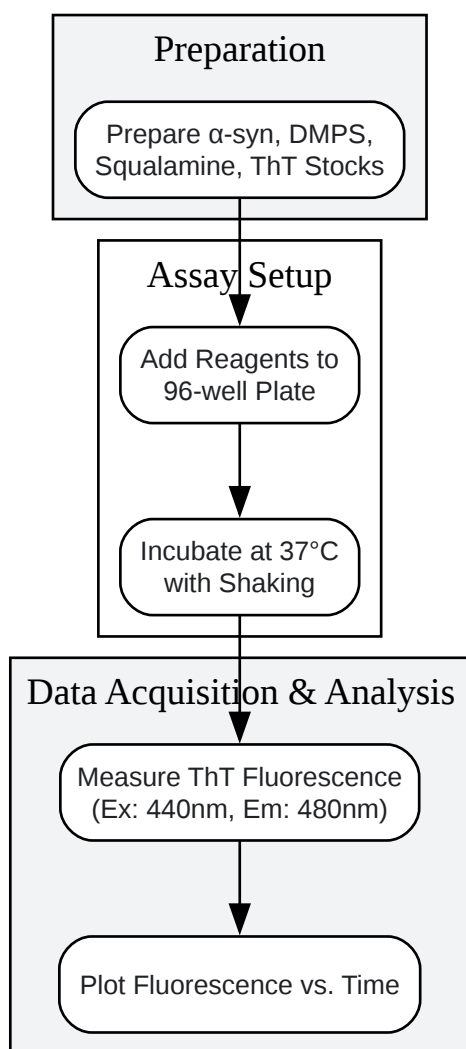 Preparation
Prepare α-syn, DMPS,
Squalamine, ThT Stocks
Assay Setup
Add Reagents to
96-well Plate
Incubate at 37°C
with Shaking
Data Acquisition & Analysis
Measure ThT Fluorescence
(Ex: 440nm, Em: 480nm)
Plot Fluorescence vs. Time